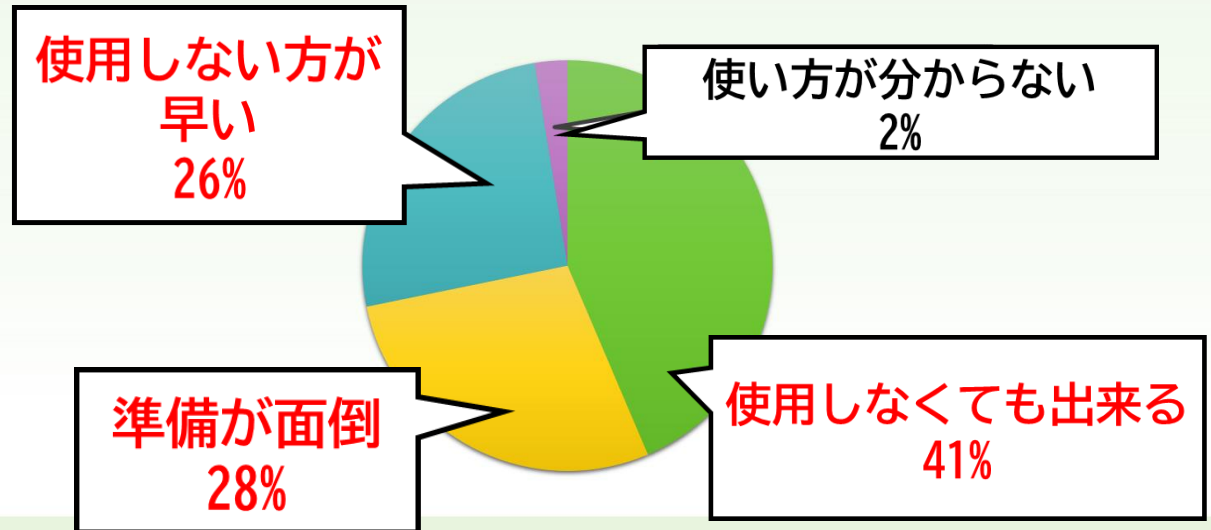 使用しない方が
早い
26%
使い方が分からない
2%
準備が面倒
28%
使用しなくても出来る
41%